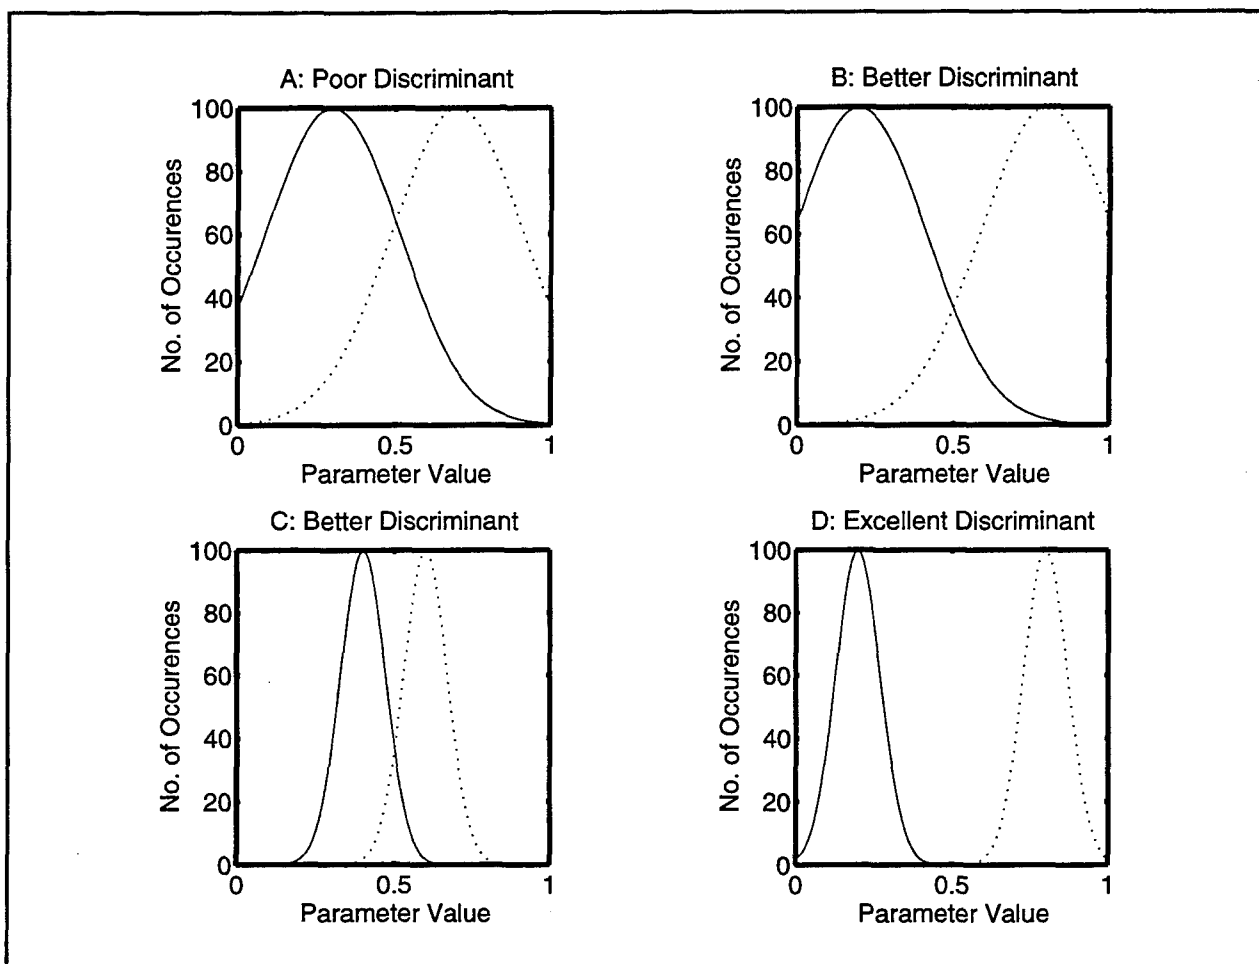 A: Poor Discriminant
100
80
60
40
20
0
No. of Occurences
0 0.5 1
Parameter Value
B: Better Discriminant
100
80
60
40
20
0
No. of Occurences
0 0.5 1
Parameter Value
C: Better Discriminant
100
80
60
40
20
0
No. of Occurences
0 0.5 1
Parameter Value
D: Excellent Discriminant
100
80
60
40
20
0
No. of Occurences
0 0.5 1
Parameter Value